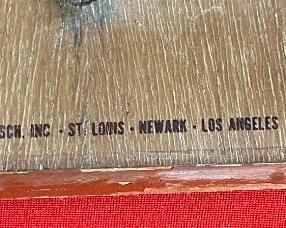 SCH, INC. • ST. LOUIS • NEWARK • LOS ANGELES